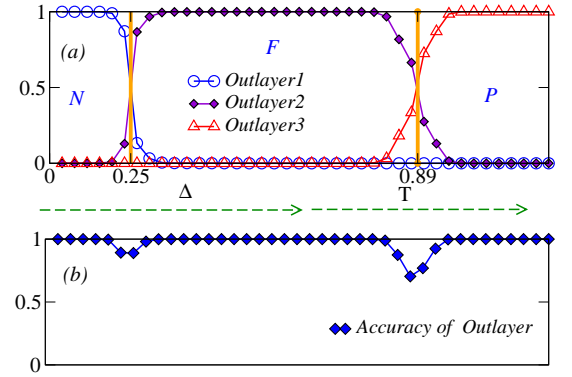 1
(a)
F
0.5
N
Outlayer1
Outlayer2
Outlayer3
P
0
0 0.25 0.89
Δ T
1
(b)
0.5
Accuracy of Outlayer
0